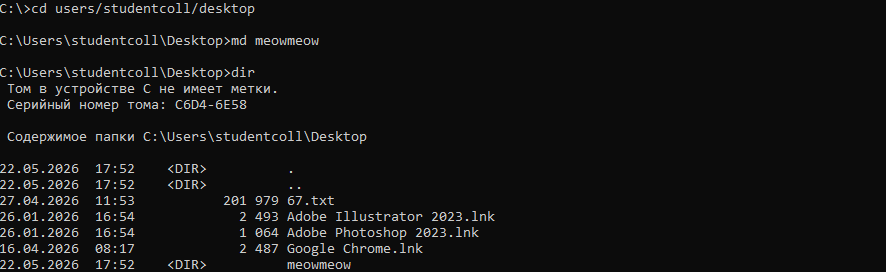 C:\>cd users/studentcoll/desktop
C:\Users\studentcoll\Desktop>md meowmeow
C:\Users\studentcoll\Desktop>dir
Том в устройстве C не имеет метки.
Серийный номер тома: C6D4-6E58
Содержимое папки C:\Users\studentcoll\Desktop
22.05.2026  17:52    <DIR>          .
22.05.2026  17:52    <DIR>          ..
27.04.2026  11:53           201 979 67.txt
26.01.2026  16:54             2 493 Adobe Illustrator 2023.lnk
26.01.2026  16:54             1 064 Adobe Photoshop 2023.lnk
16.04.2026  08:17             2 487 Google Chrome.lnk
22.05.2026  17:52    <DIR>          meowmeow